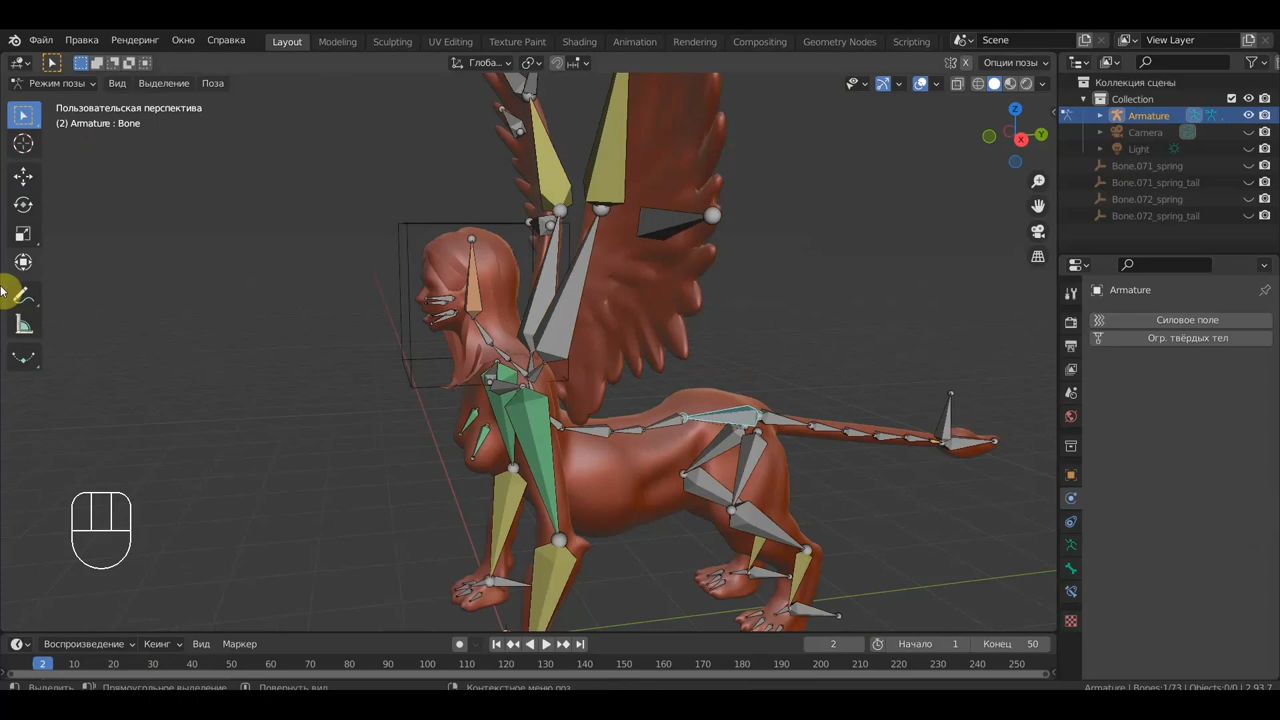 Файл Правка Рендеринг Окно Справка Layout Modeling Sculpting UV Editing Texture Paint Shading Animation Rendering Compositing Geometry Nodes Scripting Scene View Layer
Глоба... X Опции позы
Режим позы Вид Выделение Поза
Пользовательская перспектива
(2) Armature : Bone
Z
Y
X
Коллекция сцены
Collection
Armature
Camera
Light
Bone.071_spring
Bone.071_spring_tail
Bone.072_spring
Bone.072_spring_tail
Armature
Силовое поле
Огр. твёрдых тел
Воспроизведение Кеинг Вид Маркер 2 Начало 1 Конец 50
2 10 20 30 40 50 60 70 80 90 100 110 120 130 140 150 160 170 180 190 200 210 220 230 240 250
Выделить Прямоугольное выделение Повернуть вид Контекстное меню поз Armature | Bones:1/73 | Objects:0/0 | 2.93.7